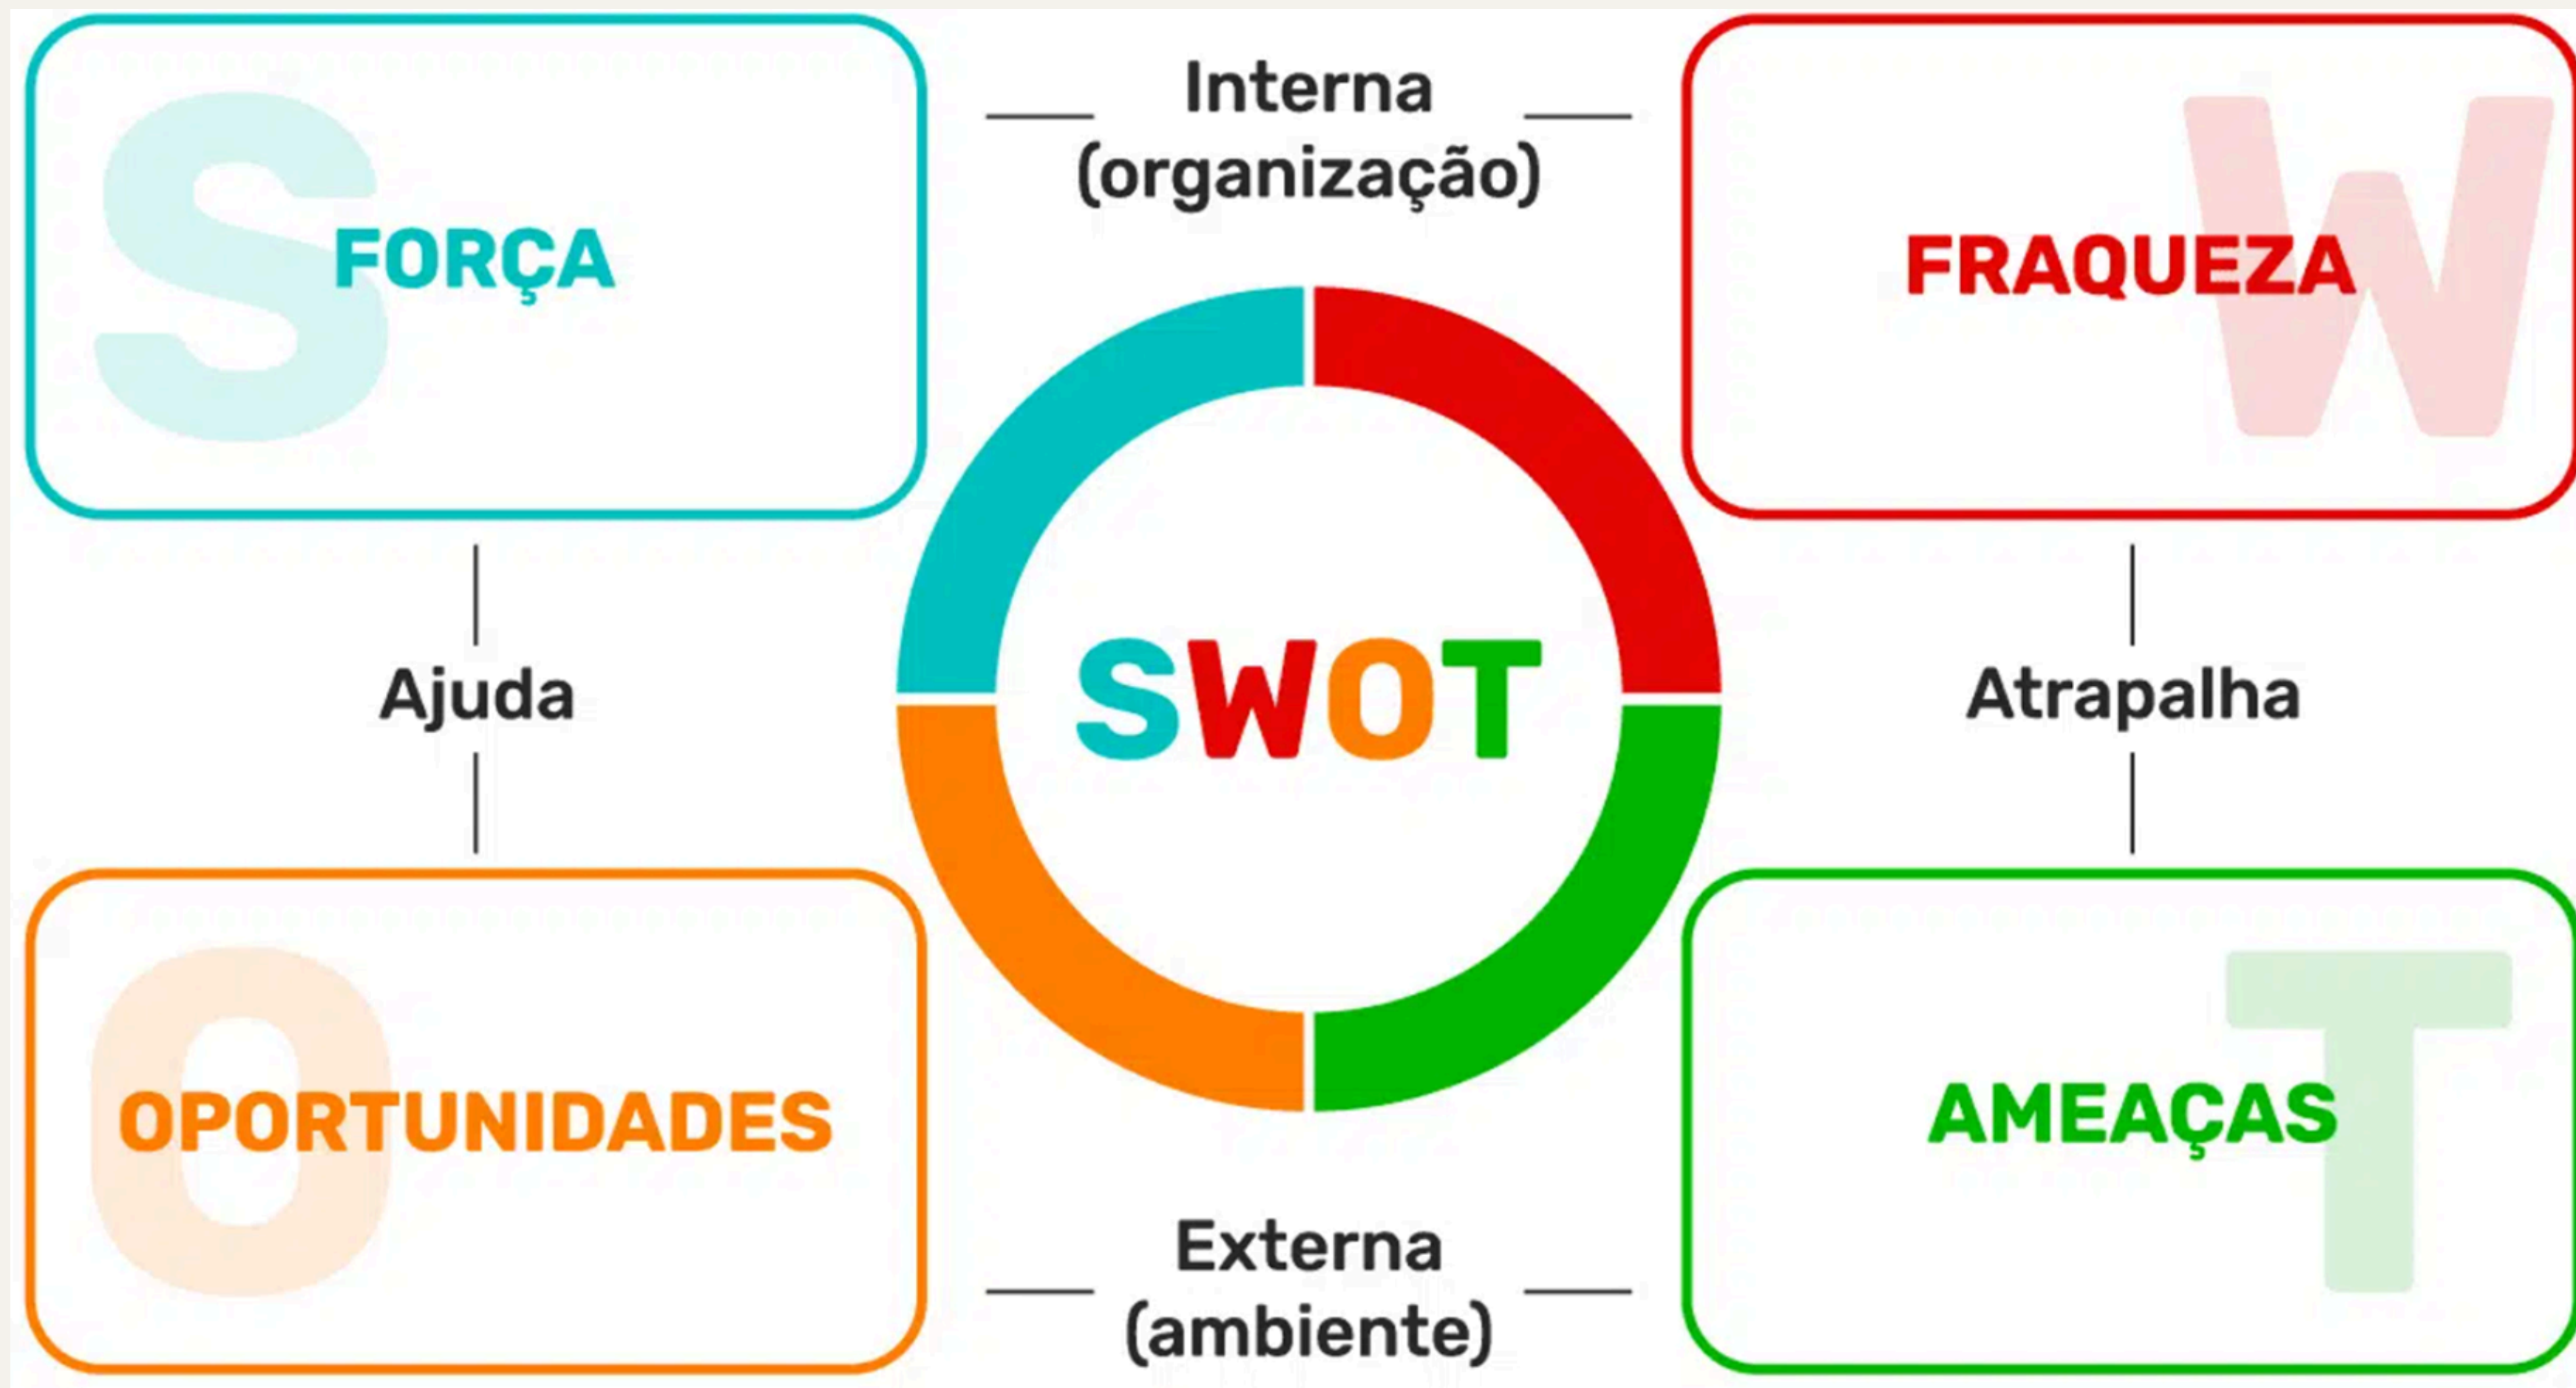 S
FORÇA
Interna
(organização)
W
FRAQUEZA
Ajuda
SWOT
Atrapalha
O
OPORTUNIDADES
Externa
(ambiente)
T
AMEAÇAS